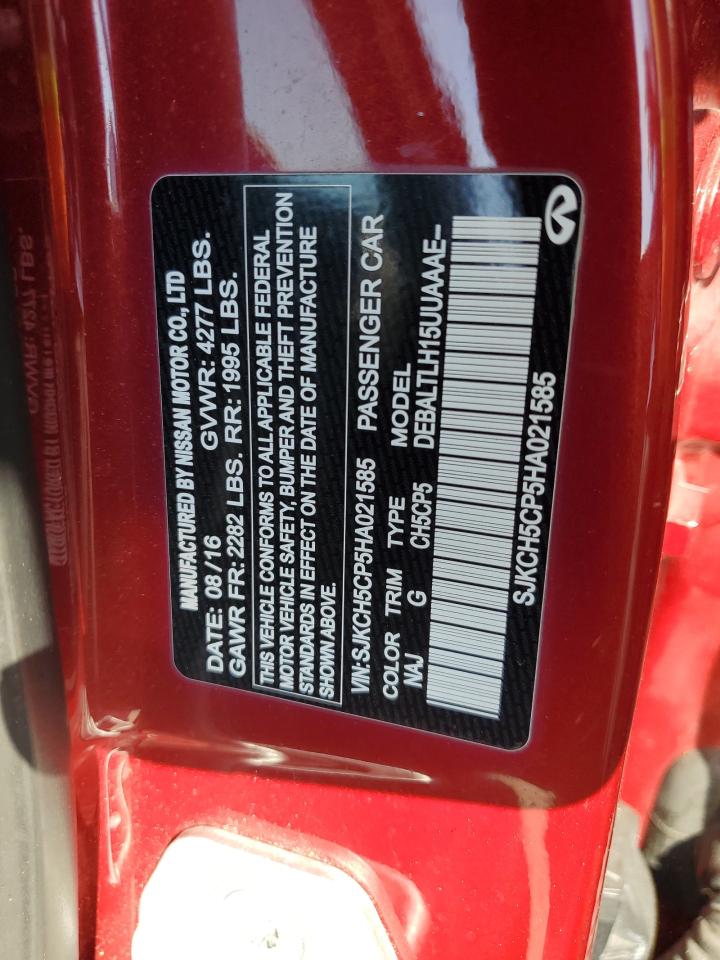 MANUFACTURED BY NISSAN MOTOR CO., LTD
DATE: 08/16 GVWR: 4277 LBS.
GAWR FR: 2282 LBS. RR: 1995 LBS.
THIS VEHICLE CONFORMS TO ALL APPLICABLE FEDERAL
MOTOR VEHICLE SAFETY, BUMPER AND THEFT PREVENTION
STANDARDS IN EFFECT ON THE DATE OF MANUFACTURE
SHOWN ABOVE.
VIN: SJKCH5CP5HA021585 PASSENGER CAR
COLOR TRIM TYPE MODEL
NAJ G CH5CP5 DEBALTLH15UUAAAE-
SJKCH5CP5HA021585